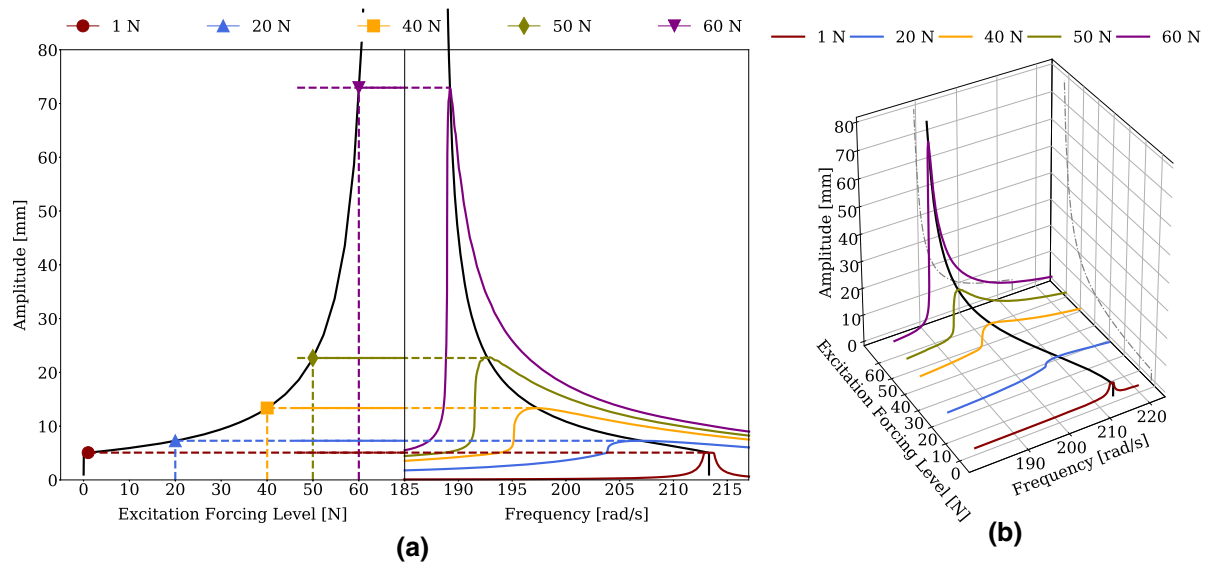 1 N 20 N 40 N 50 N 60 N
80
70
60
50
40
30
20
10
0
Amplitude [mm]
0 10 20 30 40 50 60 185 190 195 200 205 210 215
Excitation Forcing Level [N] Frequency [rad/s]
(a)
1 N 20 N 40 N 50 N 60 N
80
70
60
50
40
30
20
10
0
Amplitude [mm]
60
50
40
30
20
10
0
Excitation Forcing Level [N]
190 200 210 220
Frequency [rad/s]
(b)